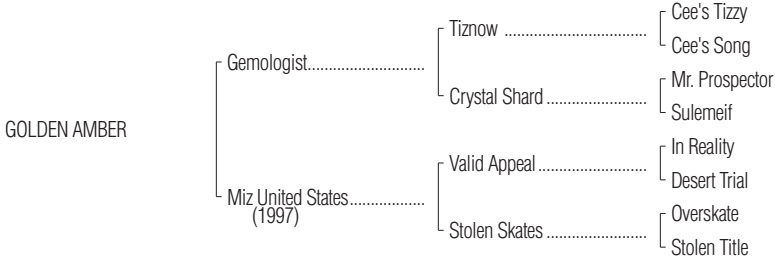 Cee's Tizzy
Tiznow ................................
Cee's Song
Gemologist..........................
Mr. Prospector
Crystal Shard .......................
Sulemeif
GOLDEN AMBER
In Reality
Valid Appeal .........................
Desert Trial
Miz United States.................
(1997)
Overskate
Stolen Skates .......................
Stolen Title